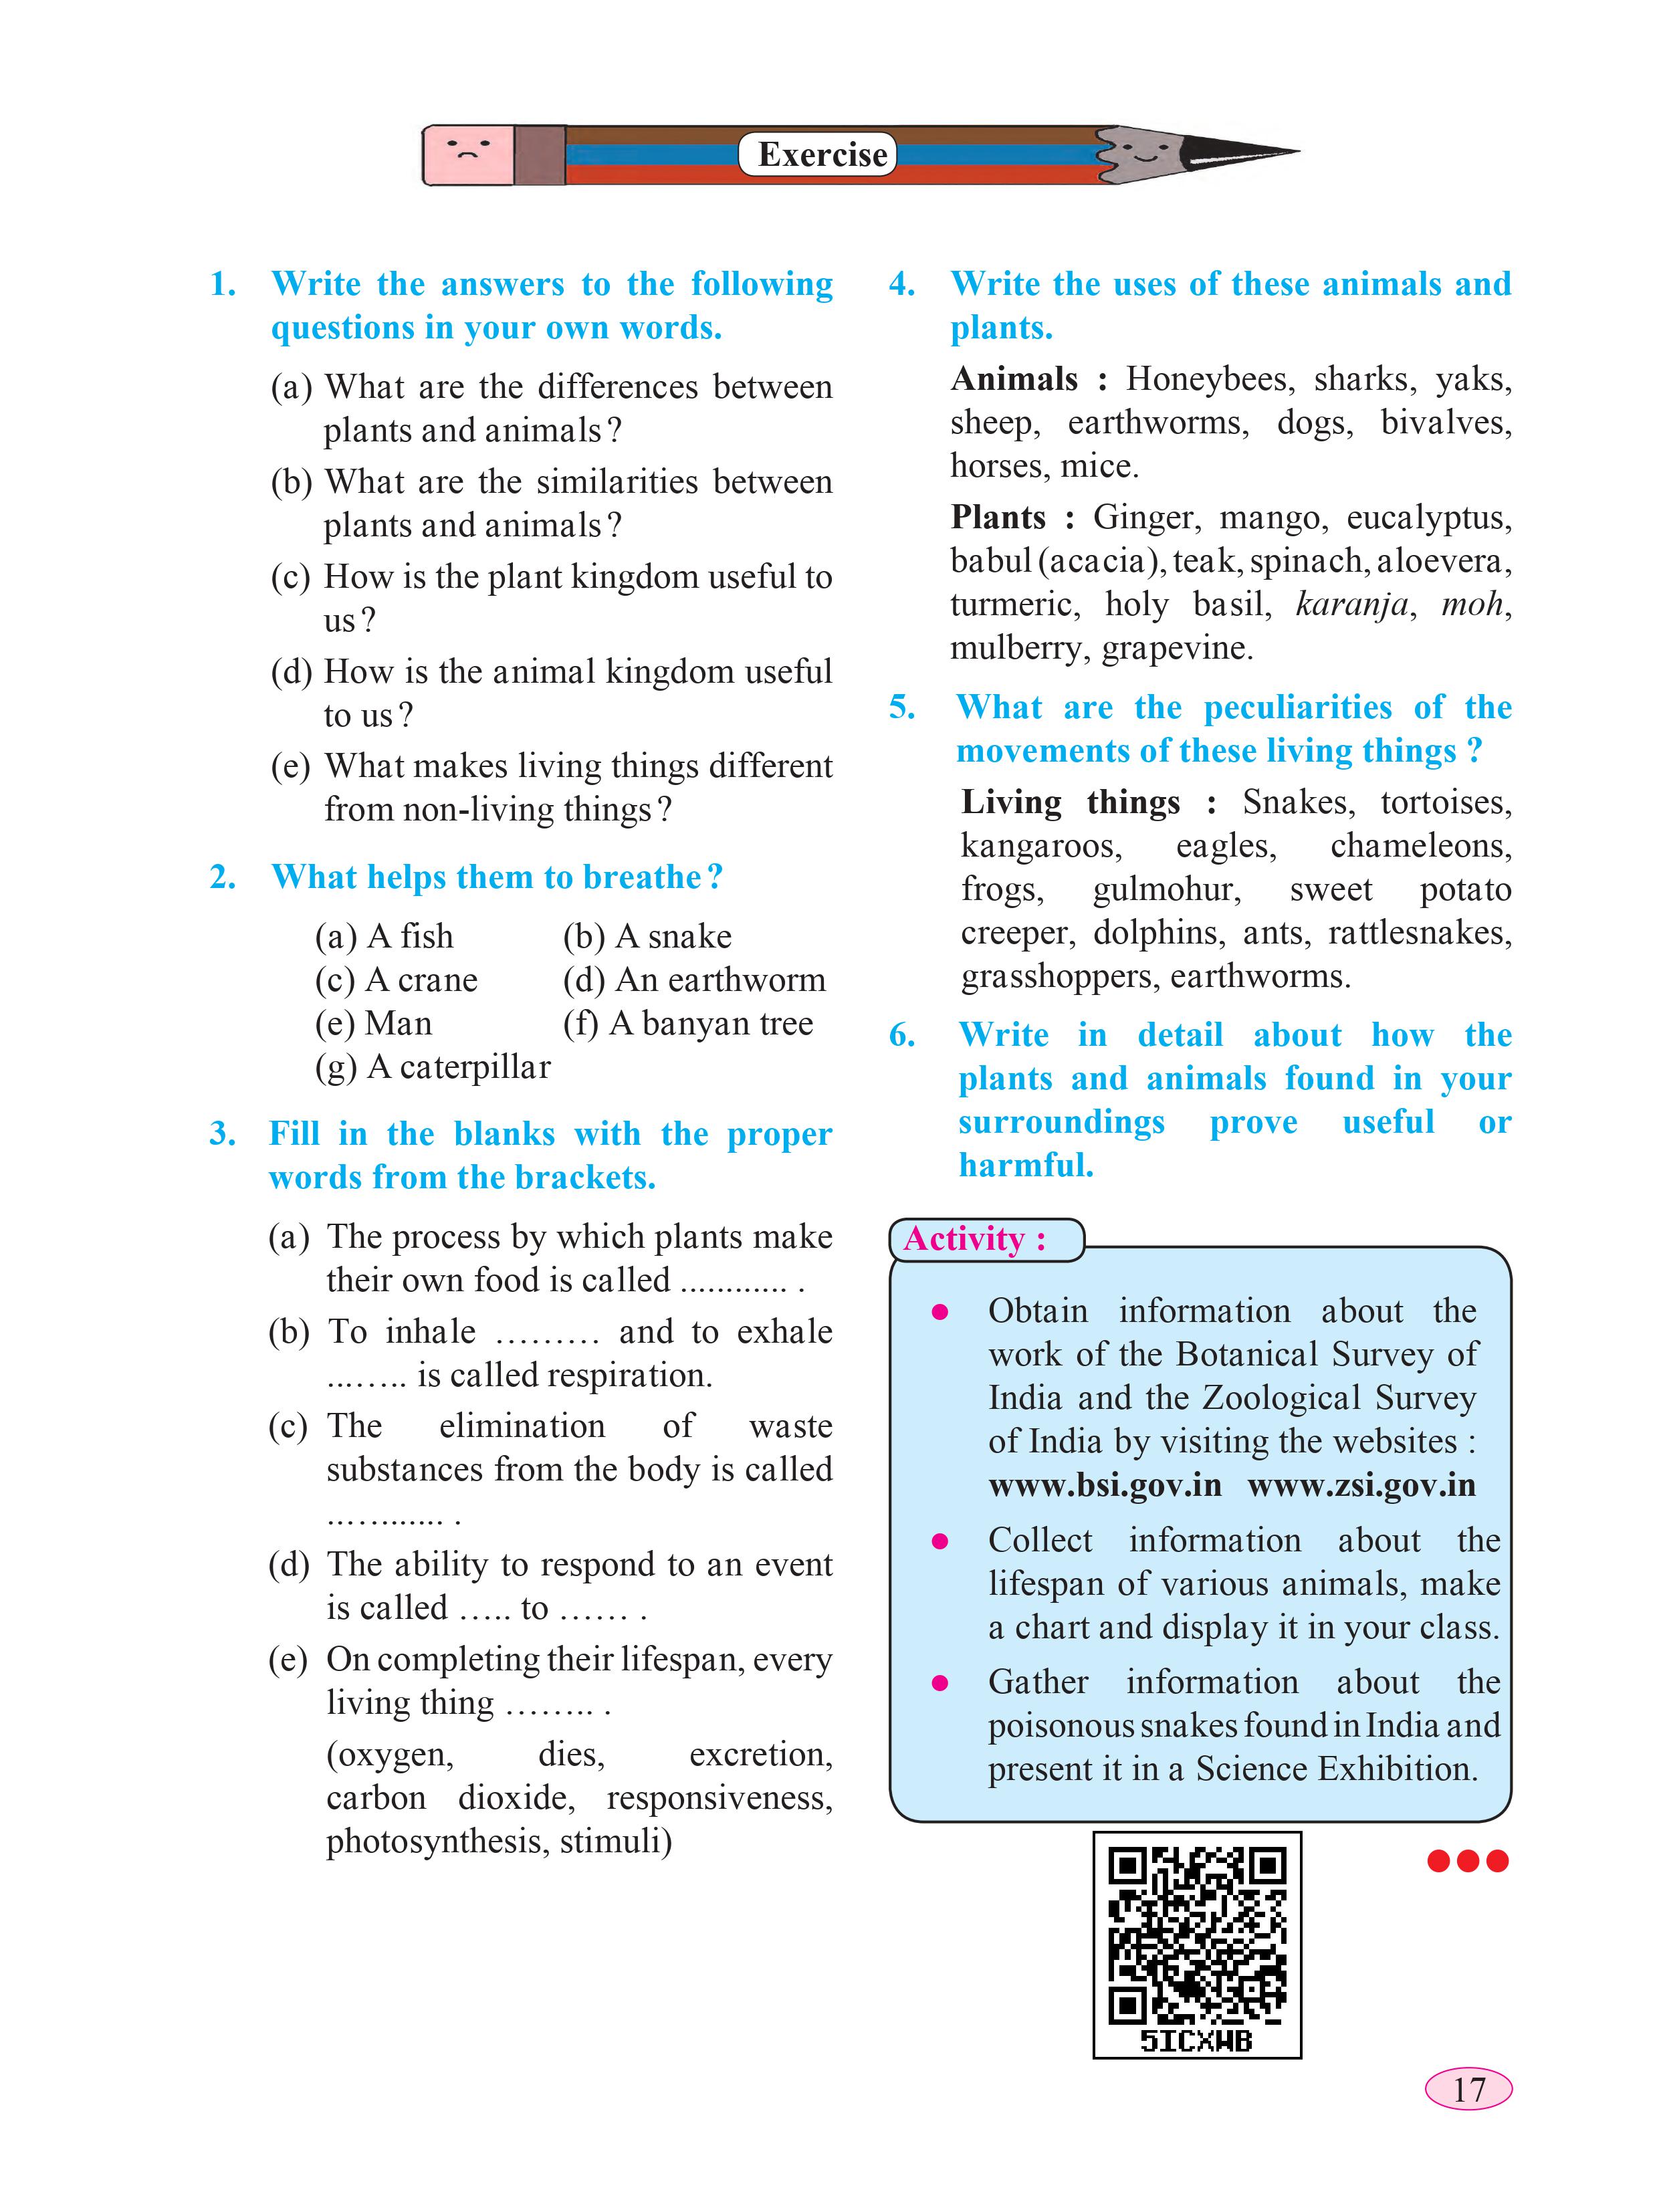 Exercise
1. Write the answers to the following
questions in your own words.
(a) What are the differences between
plants and animals?
(b) What are the similarities between
plants and animals?
(c) How is the plant kingdom useful to
us?
(d) How is the animal kingdom useful
to us?
(e) What makes living things different
from non-living things?
2. What helps them to breathe?
(a) A fish (b) A snake
(c) A crane (d) An earthworm
(e) Man (f) A banyan tree
(g) A caterpillar
3. Fill in the blanks with the proper
words from the brackets.
(a) The process by which plants make
their own food is called ............ .
(b) To inhale ......... and to exhale
........ is called respiration.
(c) The elimination of waste
substances from the body is called
............ .
(d) The ability to respond to an event
is called ..... to ...... .
(e) On completing their lifespan, every
living thing ........ .
(oxygen, dies, excretion,
carbon dioxide, responsiveness,
photosynthesis, stimuli)
4. Write the uses of these animals and
plants.
Animals : Honeybees, sharks, yaks,
sheep, earthworms, dogs, bivalves,
horses, mice.
Plants : Ginger, mango, eucalyptus,
babul (acacia), teak, spinach, aloevera,
turmeric, holy basil, karanja, moh,
mulberry, grapevine.
5. What are the peculiarities of the
movements of these living things ?
Living things : Snakes, tortoises,
kangaroos, eagles, chameleons,
frogs, gulmohur, sweet potato
creeper, dolphins, ants, rattlesnakes,
grasshoppers, earthworms.
6. Write in detail about how the
plants and animals found in your
surroundings prove useful or
harmful.
Activity :
● Obtain information about the
work of the Botanical Survey of
India and the Zoological Survey
of India by visiting the websites :
www.bsi.gov.in www.zsi.gov.in
● Collect information about the
lifespan of various animals, make
a chart and display it in your class.
● Gather information about the
poisonous snakes found in India and
present it in a Science Exhibition.
5ICXWB
17